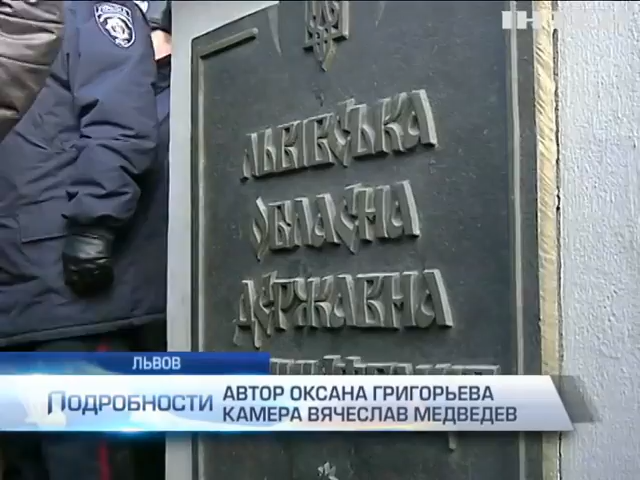 ЛЬВІВСЬКА
ОБЛАСНА
ДЕРЖАВНА
ЛЬВОВ
ПОДРОБНОСТИ
АВТОР ОКСАНА ГРИГОРЬЕВА
КАМЕРА ВЯЧЕСЛАВ МЕДВЕДЕВ